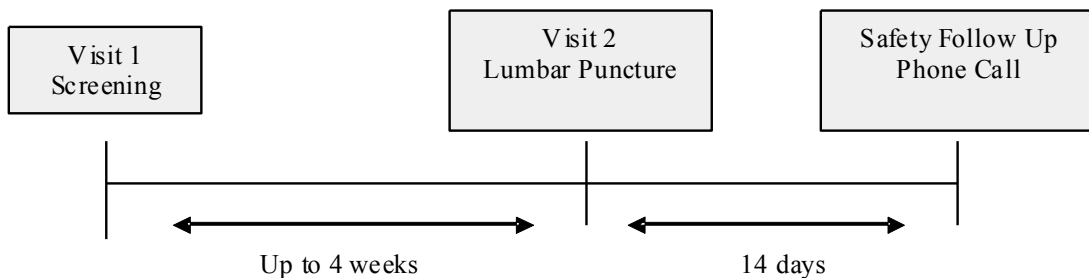 Visit 1
Screening
Visit 2
Lumbar Puncture
Safety Follow Up
Phone Call
Up to 4 weeks
14 days